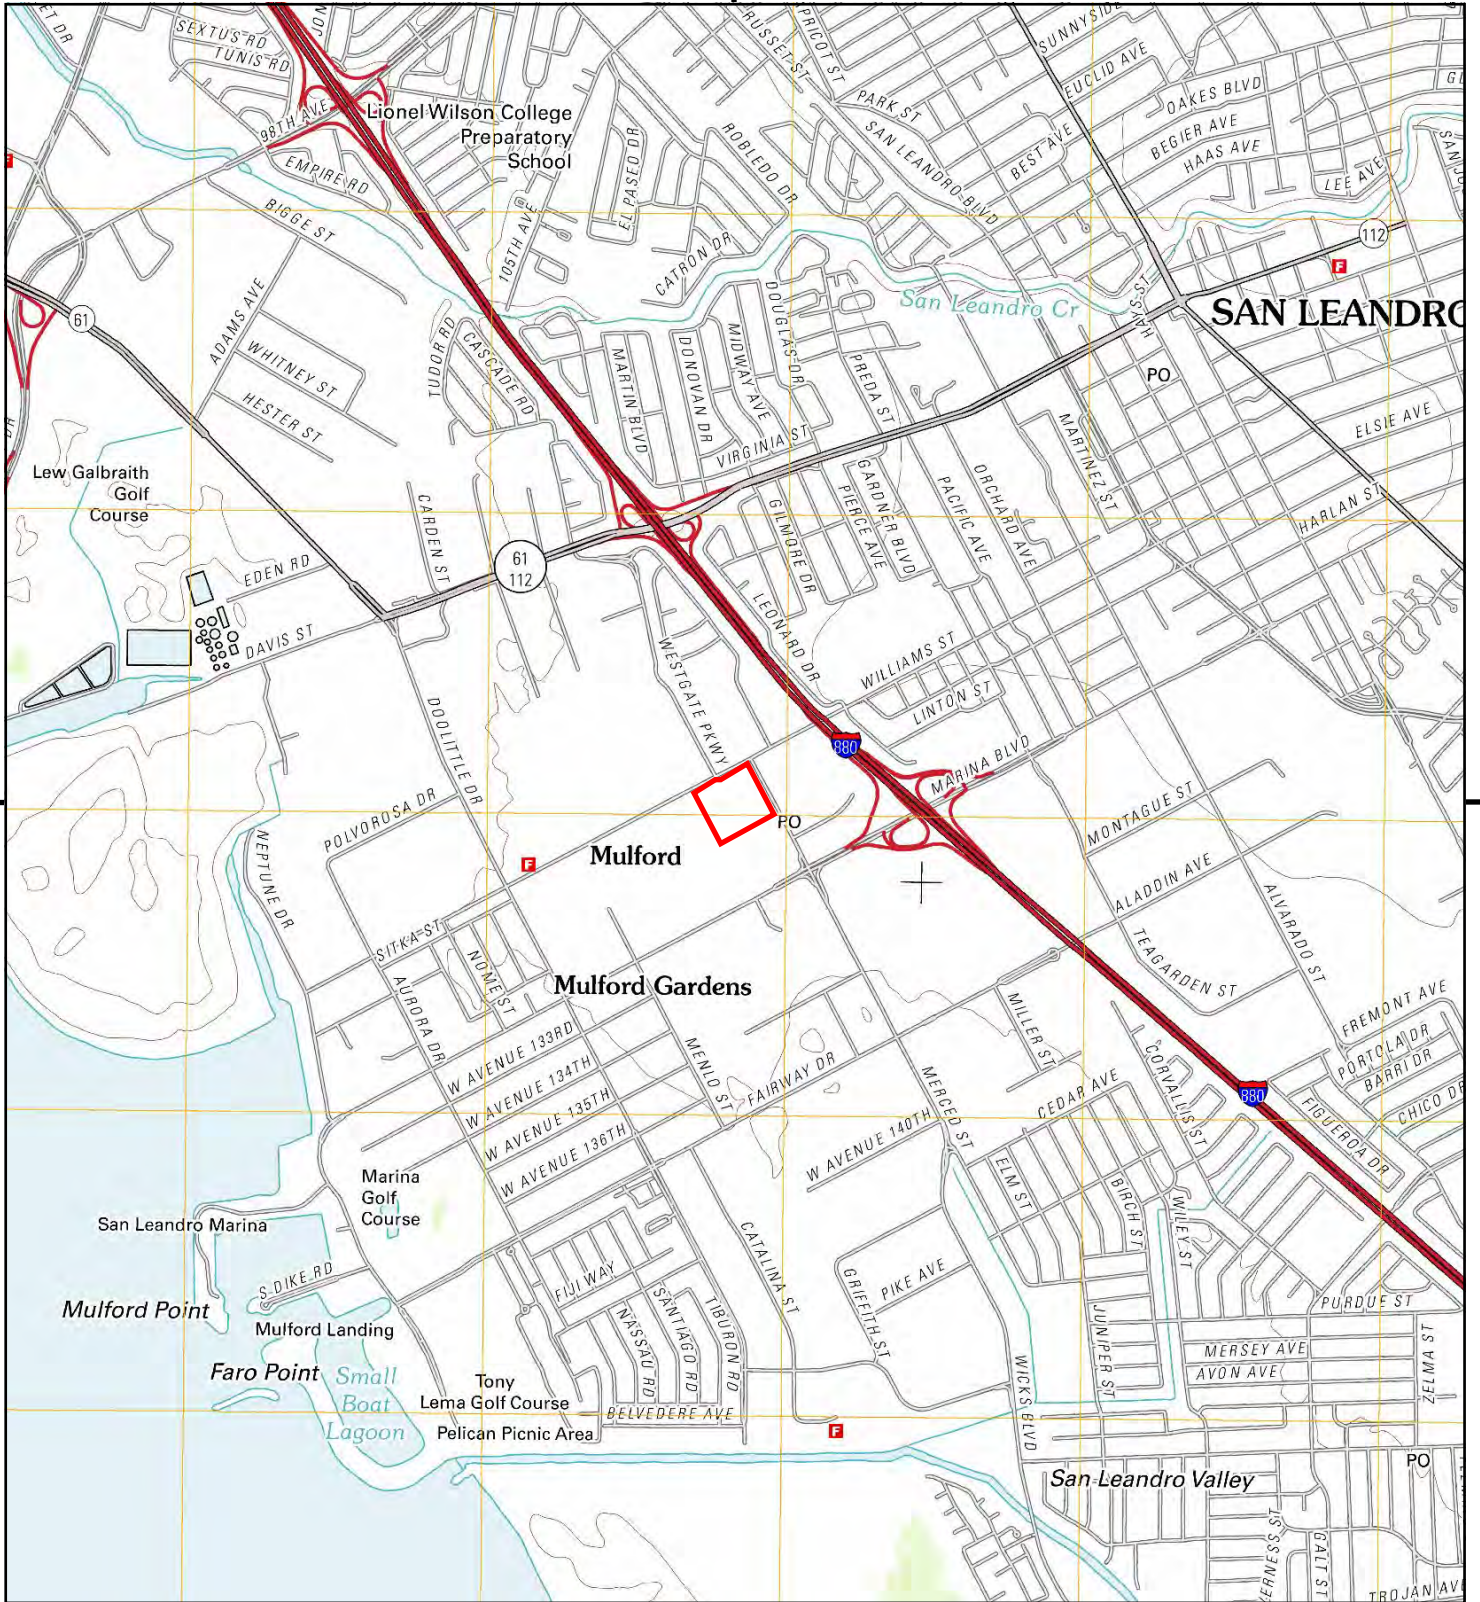 SEXTUS RD
TUNIS RD
98TH AVE
EMPIRE RD
BIGGE ST
Lionel Wilson College
Preparatory
School
EL PASEO DR
ROBLEDO DR
CATRON DR
105TH AVE
RUSSET ST
PARK ST
SAN LEANDRO BLVD
SUNNYSIDE
EUCLID AVE
BEST AVE
OAKES BLVD
BEGIER AVE
HAAS AVE
LEE AVE
112
F
F
61
San Leandro Cr
HAYS ST
SAN LEANDRO
PO
ADAMS AVE
WHITNEY ST
HESTER ST
TUDOR RD
CASCADE RD
MARTIN BLVD
DONOVAN DR
MIDWAY AVE
DOUGLAS DR
VIRGINIA ST
PREDA ST
MARTINEZ ST
ELSIE AVE
HARLAN ST
Lew Galbraith
Golf
Course
CARDEN ST
EDEN RD
DAVIS ST
61
112
GILMORE DR
PIERCE AVE
GARDNER BLVD
PACIFIC AVE
ORCHARD AVE
LEONARD DR
WILLIAMS ST
LINTON ST
WESTGATE PKWY
DOOLITTLE DR
880
MARINA BLVD
MONTAGUE ST
POLVOROSA DR
PO
Mulford
F
NEPTUNE DR
ALADDIN AVE
ALVARADO ST
TEAGARDEN ST
SITKA ST
NOME ST
AURORA DR
Mulford Gardens
W AVENUE 133RD
W AVENUE 134TH
W AVENUE 135TH
W AVENUE 136TH
MENLO ST
FAIRWAY DR
MILLER ST
MERCED ST
CEDAR AVE
CORVALLIS ST
FREMONT AVE
PORTOLA DR
BARRI DR
CHICO DR
880
FIGUEROA DR
W AVENUE 140TH
ELM ST
BIRCH ST
WILEY ST
Marina
Golf
Course
San Leandro Marina
S DIKE RD
Mulford Point
Mulford Landing
Faro Point
Small
Boat
Lagoon
FIJI WAY
NASSAU RD
SANTIAGO RD
TIBURON RD
CATALINA ST
GRIFFITH ST
PIKE AVE
Tony
Lema Golf Course
BELVEDERE AVE
Pelican Picnic Area
F
WICKS BLVD
JUNIPER ST
PURDUE ST
MERSEY AVE
AVON AVE
ZELMA ST
PO
San Leandro Valley
GALT ST
TROJAN AVE